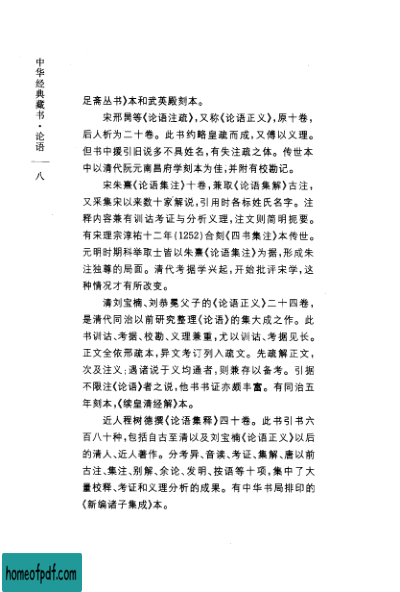 中华经典藏书·论语
八
足斋丛书》本和武英殿刻本。
宋邢昺等《论语注疏》,又称《论语正义》,原十卷,
后人析为二十卷。此书约略皇疏而成,又傅以义理。
但书中援引旧说多不具姓名,有失注疏之体。传世本
中以清代阮元南昌府学刻本为佳,并附有校勘记。
宋朱熹《论语集注》十卷,兼取《论语集解》古注,
又采集宋以来数十家解说,引用时各标姓氏名字。注
释内容兼有训诂考证与分析义理,注文则简明扼要。
有宋理宗淳祐十二年(1252)合刻《四书集注》本传世。
元明时期科举取士皆以朱熹《论语集注》为据,形成朱
注独尊的局面。清代考据学兴起,开始批评宋学,这
种情况才有所改变。
清刘宝楠、刘恭冕父子的《论语正义》二十四卷,
是清代同治以前研究整理《论语》的集大成之作。此
书训诂、考据、校勘、义理兼重,尤以训诂、考据见长。
正文全依邢疏本,异文考订列入疏文。先疏解正文,
次及注义;遇诸说于义均通者,则兼存以备考。引据
不限注《论语》者之说,他书书证亦颇丰富。有同治五
年刻本,《续皇清经解》本。
近人程树德撰《论语集释》四十卷。此书引书六
百八十种,包括自古至清以及刘宝楠《论语正义》以后
的清人、近人著作。分考异、音读、考证、集解、唐以前
古注、集注、别解、余论、发明、按语等十项,集中了大
量校释、考证和义理分析的成果。有中华书局排印的
《新编诸子集成》本。
homeofpdf.com